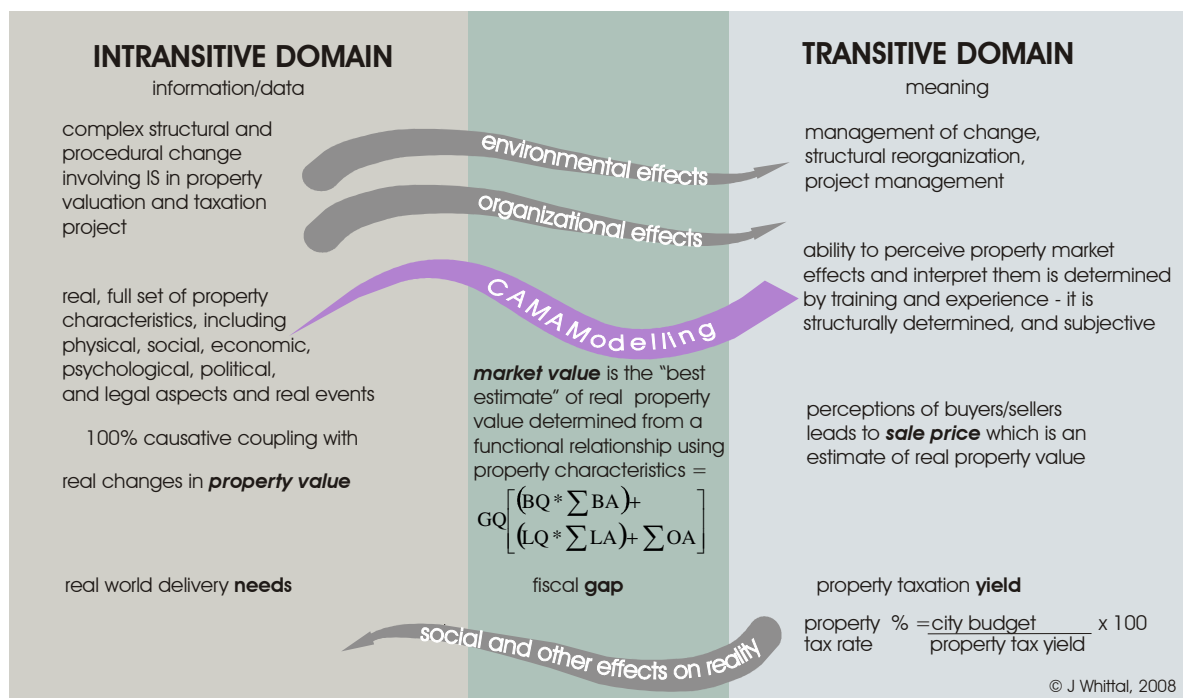 INTRANSITIVE DOMAIN
information/data
complex structural and
procedural change
involving IS in property
valuation and taxation
project
real, full set of property
characteristics, including
physical, social, economic,
psychological, political,
and legal aspects and real events
100% causative coupling with
real changes in property value
real world delivery needs
environmental effects
organizational effects
CAMAModelling
market value is the “best
estimate” of real property
value determined from a
functional relationship using
property characteristics =
GQ[(BQ * ∑ BA)+
(LQ * ∑ LA)+ ∑ OA]
fiscal gap
social and other effects on reality
TRANSITIVE DOMAIN
meaning
management of change,
structural reorganization,
project management
ability to perceive property market
effects and interpret them is determined
by training and experience - it is
structurally determined, and subjective
perceptions of buyers/sellers
leads to sale price which is an
estimate of real property value
property taxation yield
property % = city budget x 100
tax rate property tax yield
© J Whittal, 2008